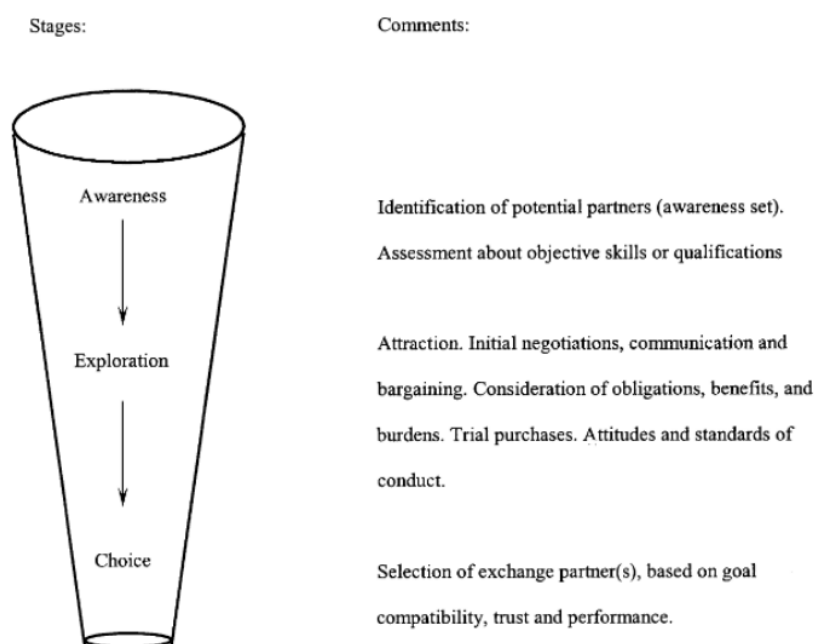 Stages:
Comments:
Awareness
Identification of potential partners (awareness set).
Assessment about objective skills or qualifications
Exploration
Attraction. Initial negotiations, communication and
bargaining. Consideration of obligations, benefits, and
burdens. Trial purchases. Attitudes and standards of
conduct.
Choice
Selection of exchange partner(s), based on goal
compatibility, trust and performance.